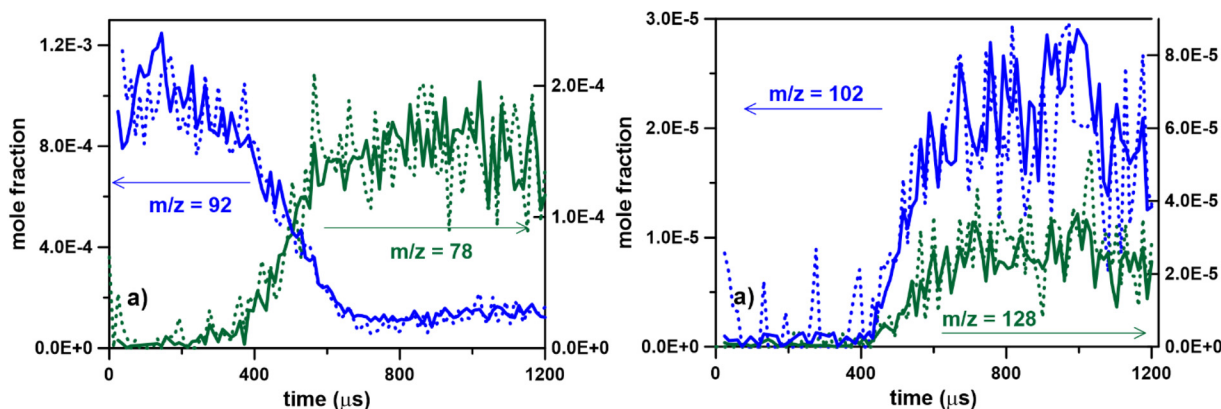 1.2E-3
8.0E-4
4.0E-4
0.0E+0
mole fraction
m/z = 92
m/z = 78
a)
2.0E-4
1.0E-4
0.0E+0
0 400 800 1200
time (μs)
3.0E-5
2.0E-5
1.0E-5
0.0E+0
mole fraction
m/z = 102
a)
m/z = 128
8.0E-5
6.0E-5
4.0E-5
2.0E-5
0.0E+0
0 400 800 1200
time (μs)